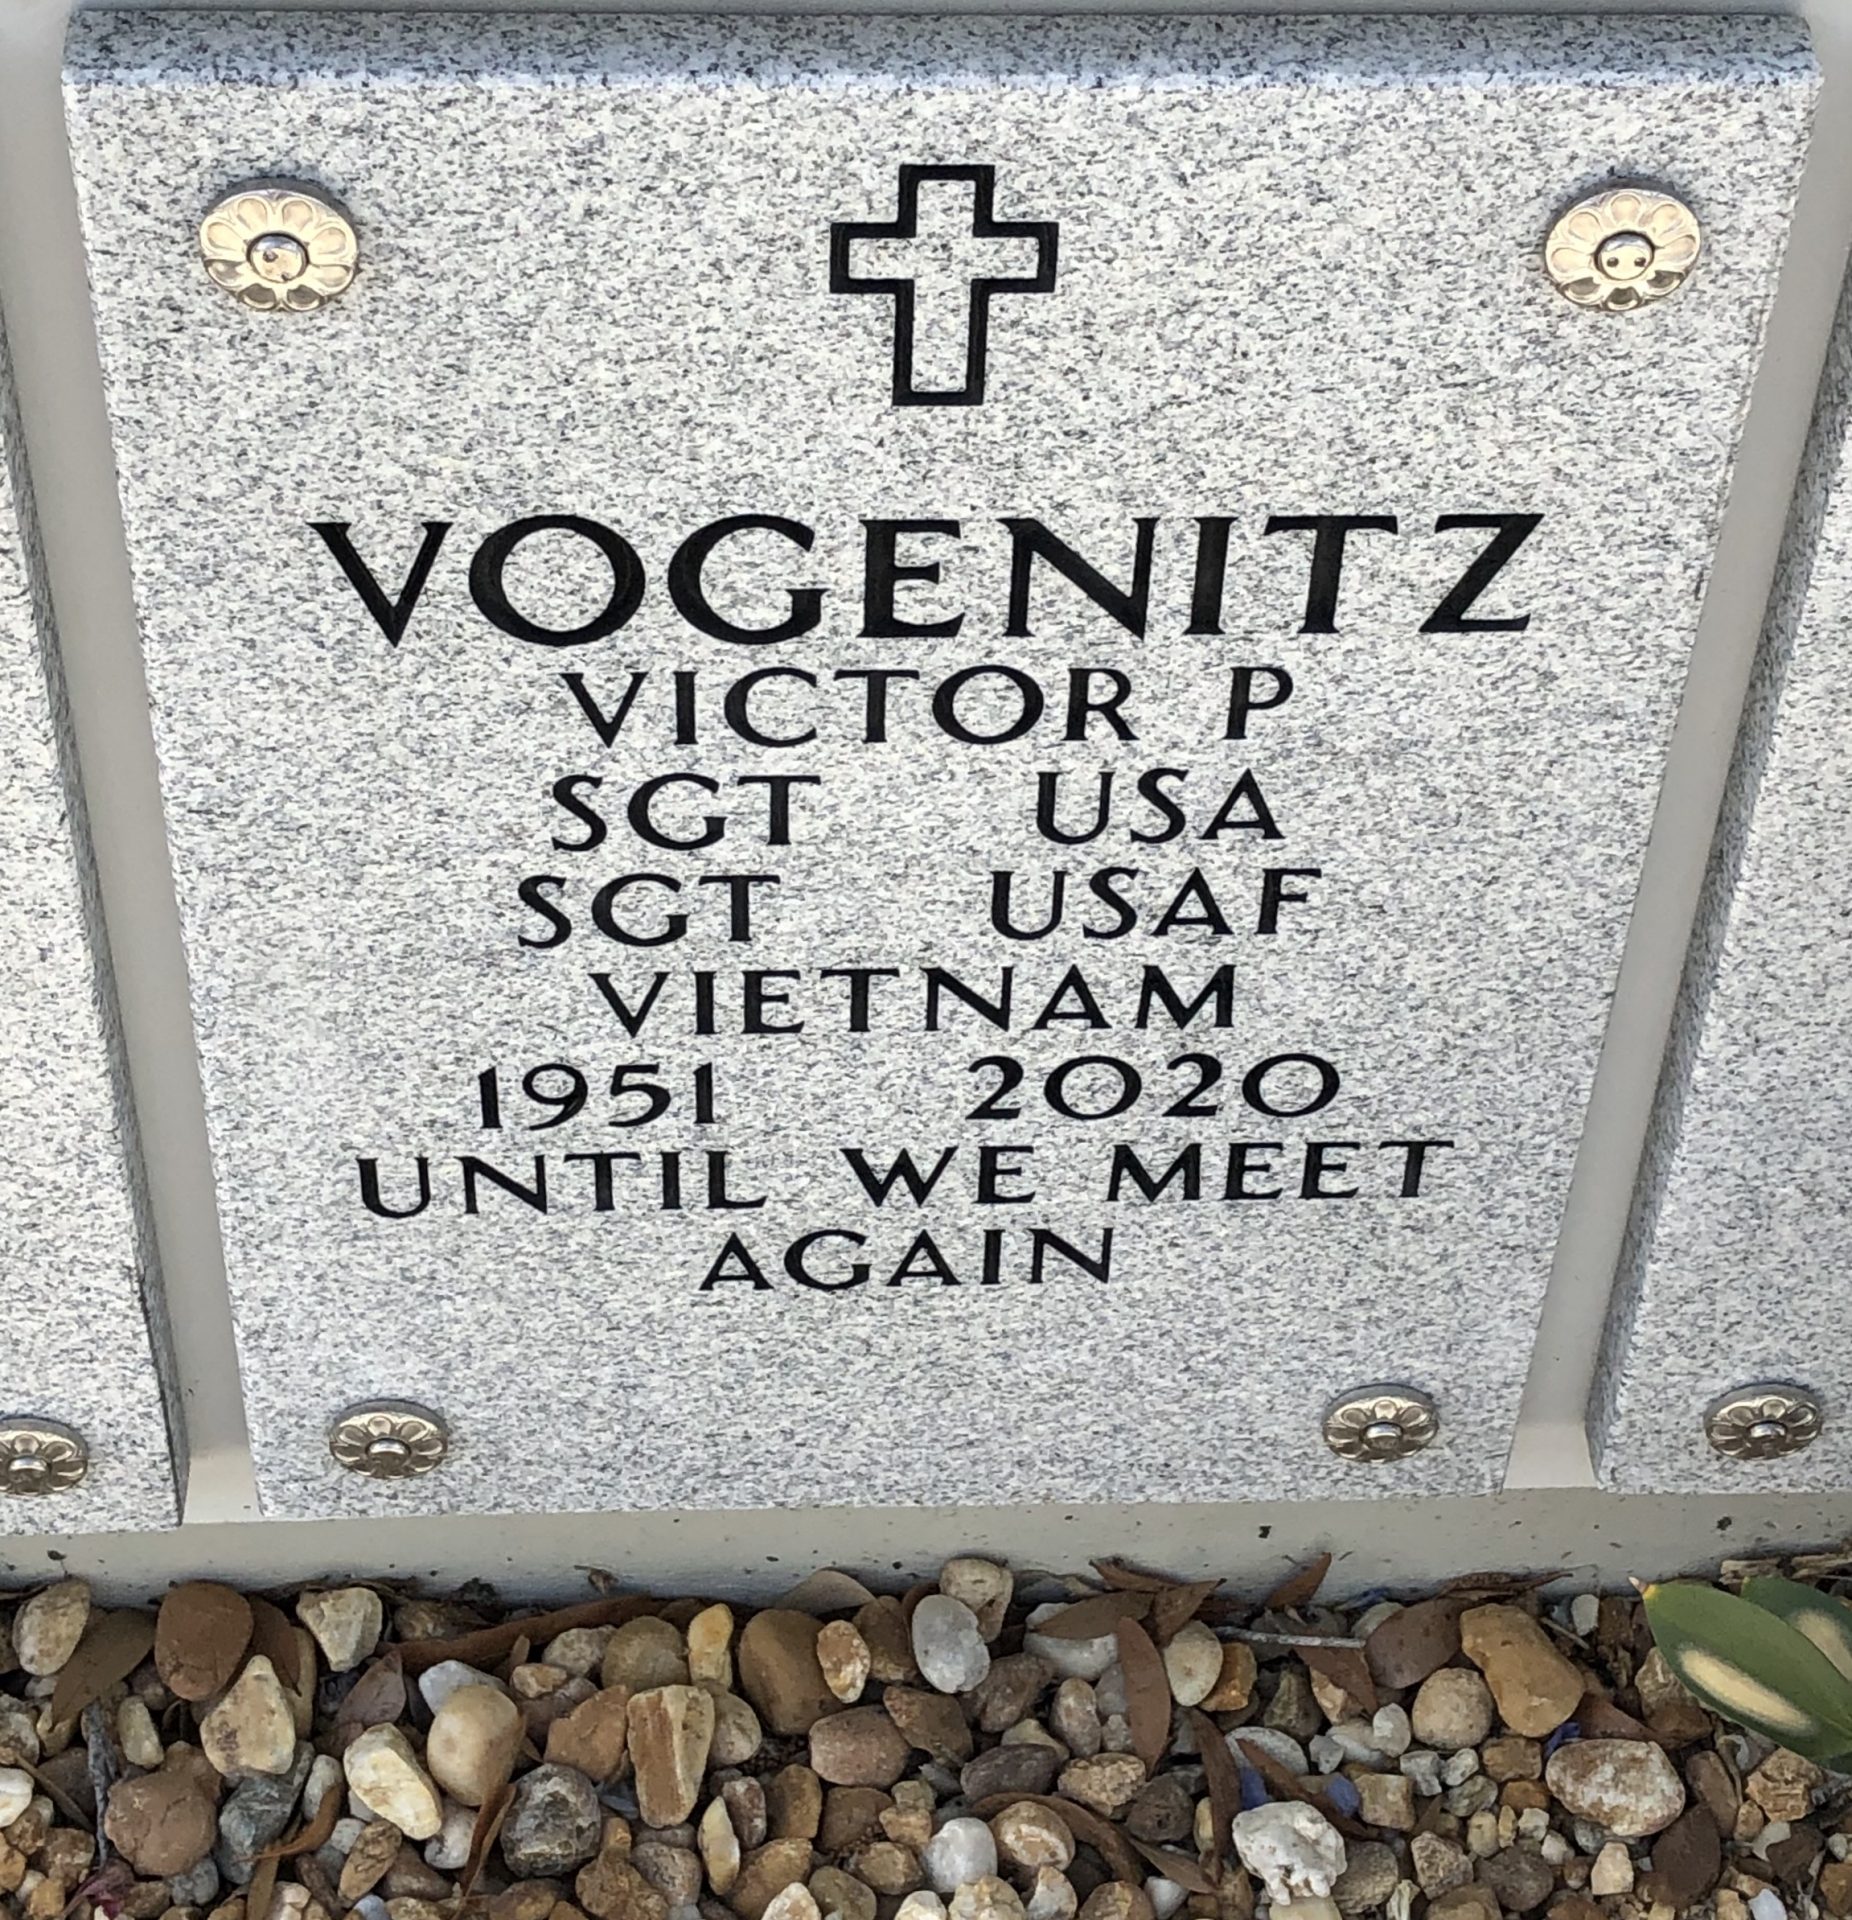 VOGENITZ
VICTOR P
SGT USA
SGT USAF
VIETNAM
1951 2020
UNTIL WE MEET
AGAIN